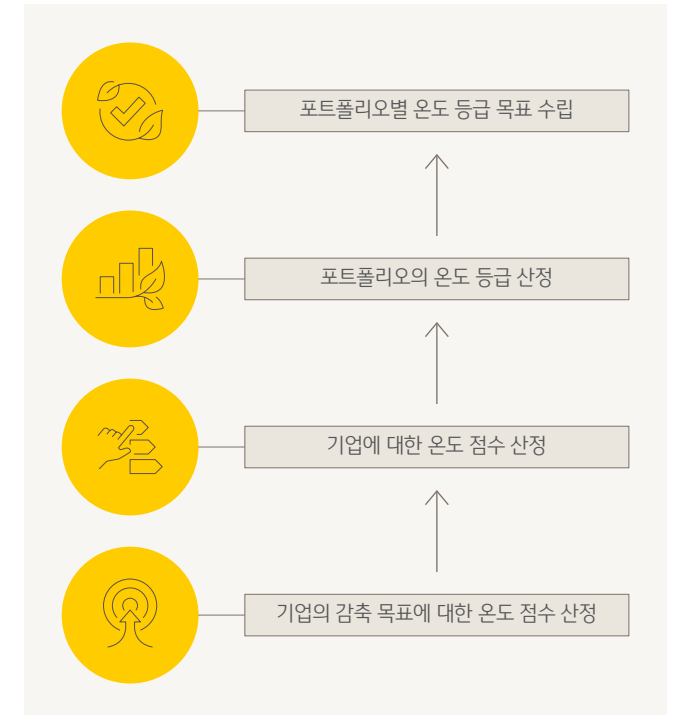 포트폴리오별 온도 등급 목표 수립
포트폴리오의 온도 등급 산정
기업에 대한 온도 점수 산정
기업의 감축 목표에 대한 온도 점수 산정